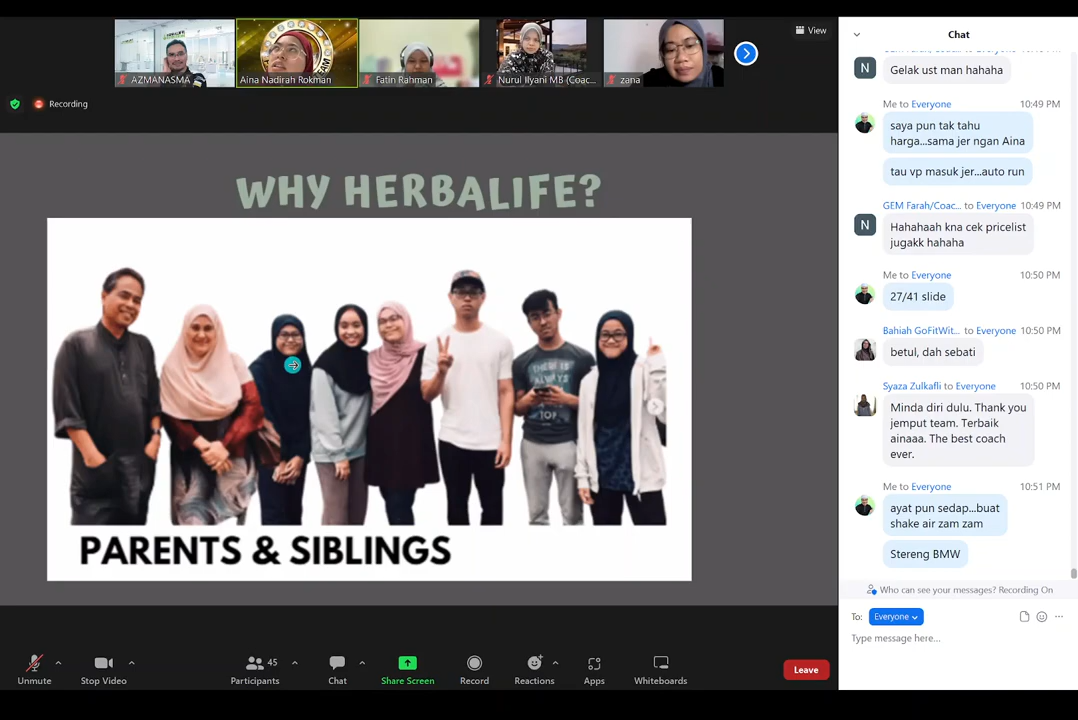 View
AZMANASMA
Aina Nadirah Rokman
Fatin Rahman
Nurul Illyani MB (Coac...
zana
Recording
WHY HERBALIFE?
THERE IS
ALWAYS
TOP
PARENTS & SIBLINGS
Unmute
Stop Video
45
Participants
Chat
Share Screen
Record
Reactions
Apps
Whiteboards
Leave
Chat
N
Gelak ust man hahaha
Me to Everyone 10:49 PM
saya pun tak tahu
harga...sama jer ngan Aina
tau vp masuk jer...auto run
GEM Farah/Coac... to Everyone 10:49 PM
N
Hahahaah kna cek pricelist
jugakk hahaha
Me to Everyone 10:50 PM
27/41 slide
Bahiah GoFitWit... to Everyone 10:50 PM
betul, dah sebati
Syaza Zulkafli to Everyone 10:50 PM
Minda diri dulu. Thank you
jemput team. Terbaik
ainaaa. The best coach
ever.
Me to Everyone 10:51 PM
ayat pun sedap...buat
shake air zam zam
Stereng BMW
Who can see your messages? Recording On
To: Everyone
Type message here...